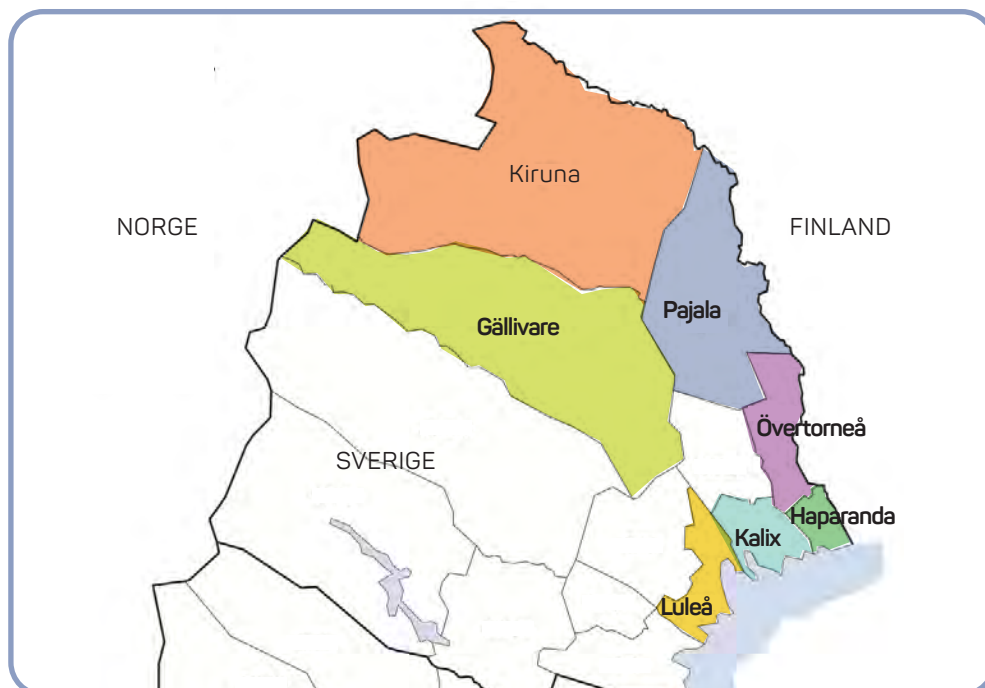 Kiruna
NORGE
FINLAND
Pajala
Gällivare
Övertorneå
SVERIGE
Haparanda
Kalix
Luleå